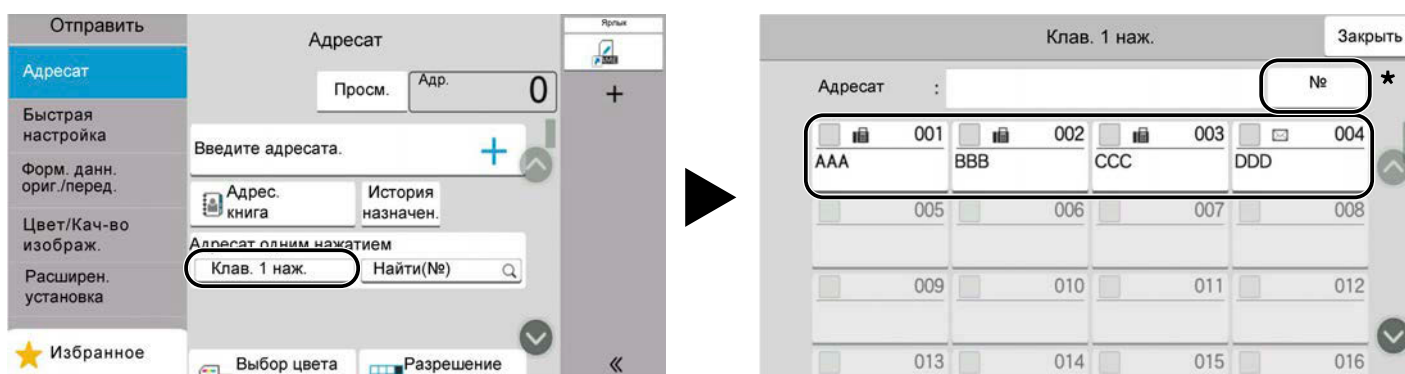 Отправить
Адресат
Быстрая
настройка
Форм. данн.
ориг./перед.
Цвет/Кач-во
изображ.
Расширен.
установка
Избранное
Адресат
Просм.
Адр.
0
Введите адресата.
+
Адрес.
книга
История
назначен.
Адресат одним нажатием
Клав. 1 наж.
Найти(№)
Выбор цвета
Разрешение
Ярлык
+
«
Клав. 1 наж.
Закрыть
Адресат :
№
*
001 002 003 004
AAA BBB CCC DDD
005 006 007 008
009 010 011 012
013 014 015 016